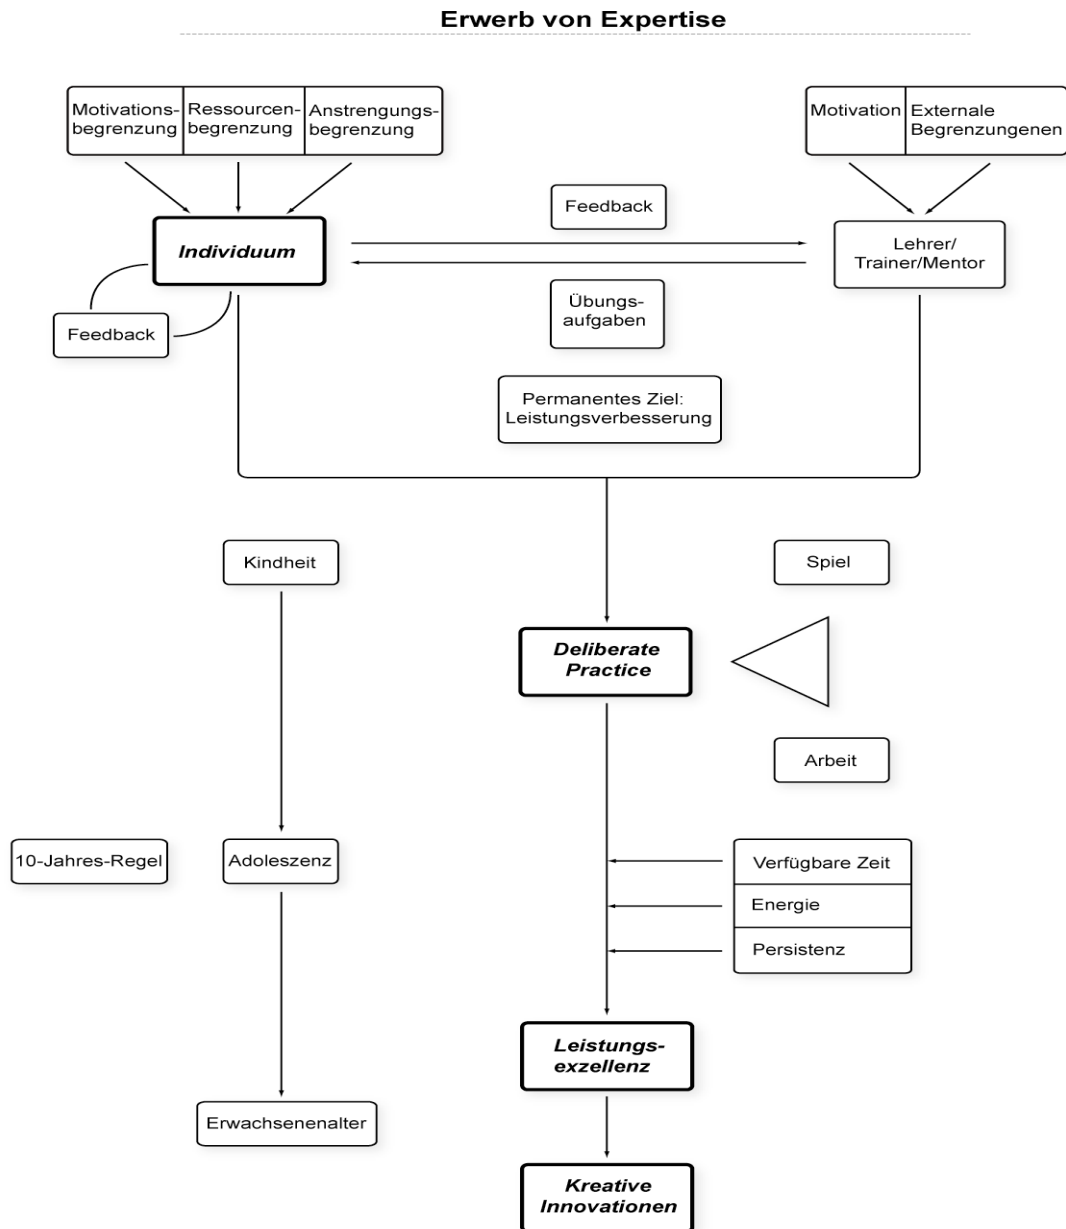 Erwerb von Expertise
Motivations-
begrenzung
Ressourcen-
begrenzung
Anstrengungs-
begrenzung
Motivation
Externale
Begrenzungenen
Individuum
Feedback
Lehrer/
Trainer/Mentor
Feedback
Übungs-
aufgaben
Permanentes Ziel:
Leistungsverbesserung
Kindheit
Spiel
Deliberate
Practice
Arbeit
10-Jahres-Regel
Adoleszenz
Verfügbare Zeit
Energie
Persistenz
Leistungs-
exzellenz
Erwachsenenalter
Kreative
Innovationen